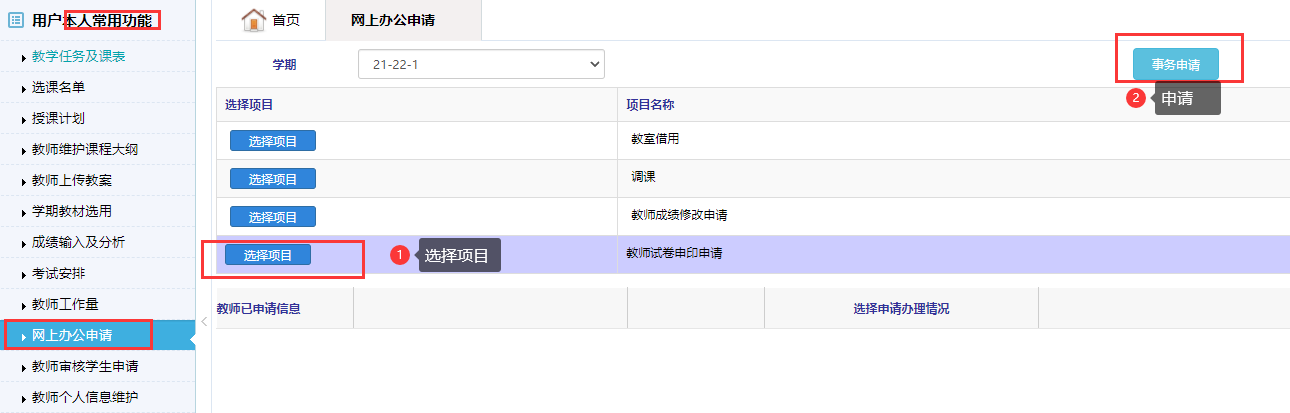 用户本人常用功能
教学任务及课表
选课名单
授课计划
教师维护课程大纲
教师上传教案
学期教材选用
成绩输入及分析
考试安排
教师工作量
网上办公申请
教师审核学生申请
教师个人信息维护
首页 网上办公申请
学期 21-22-1 事务申请
2 申请
选择项目 项目名称
选择项目 教室借用
选择项目 调课
选择项目 教师成绩修改申请
选择项目 教师试卷申印申请
1 选择项目
教师已申请信息 选择申请办理情况